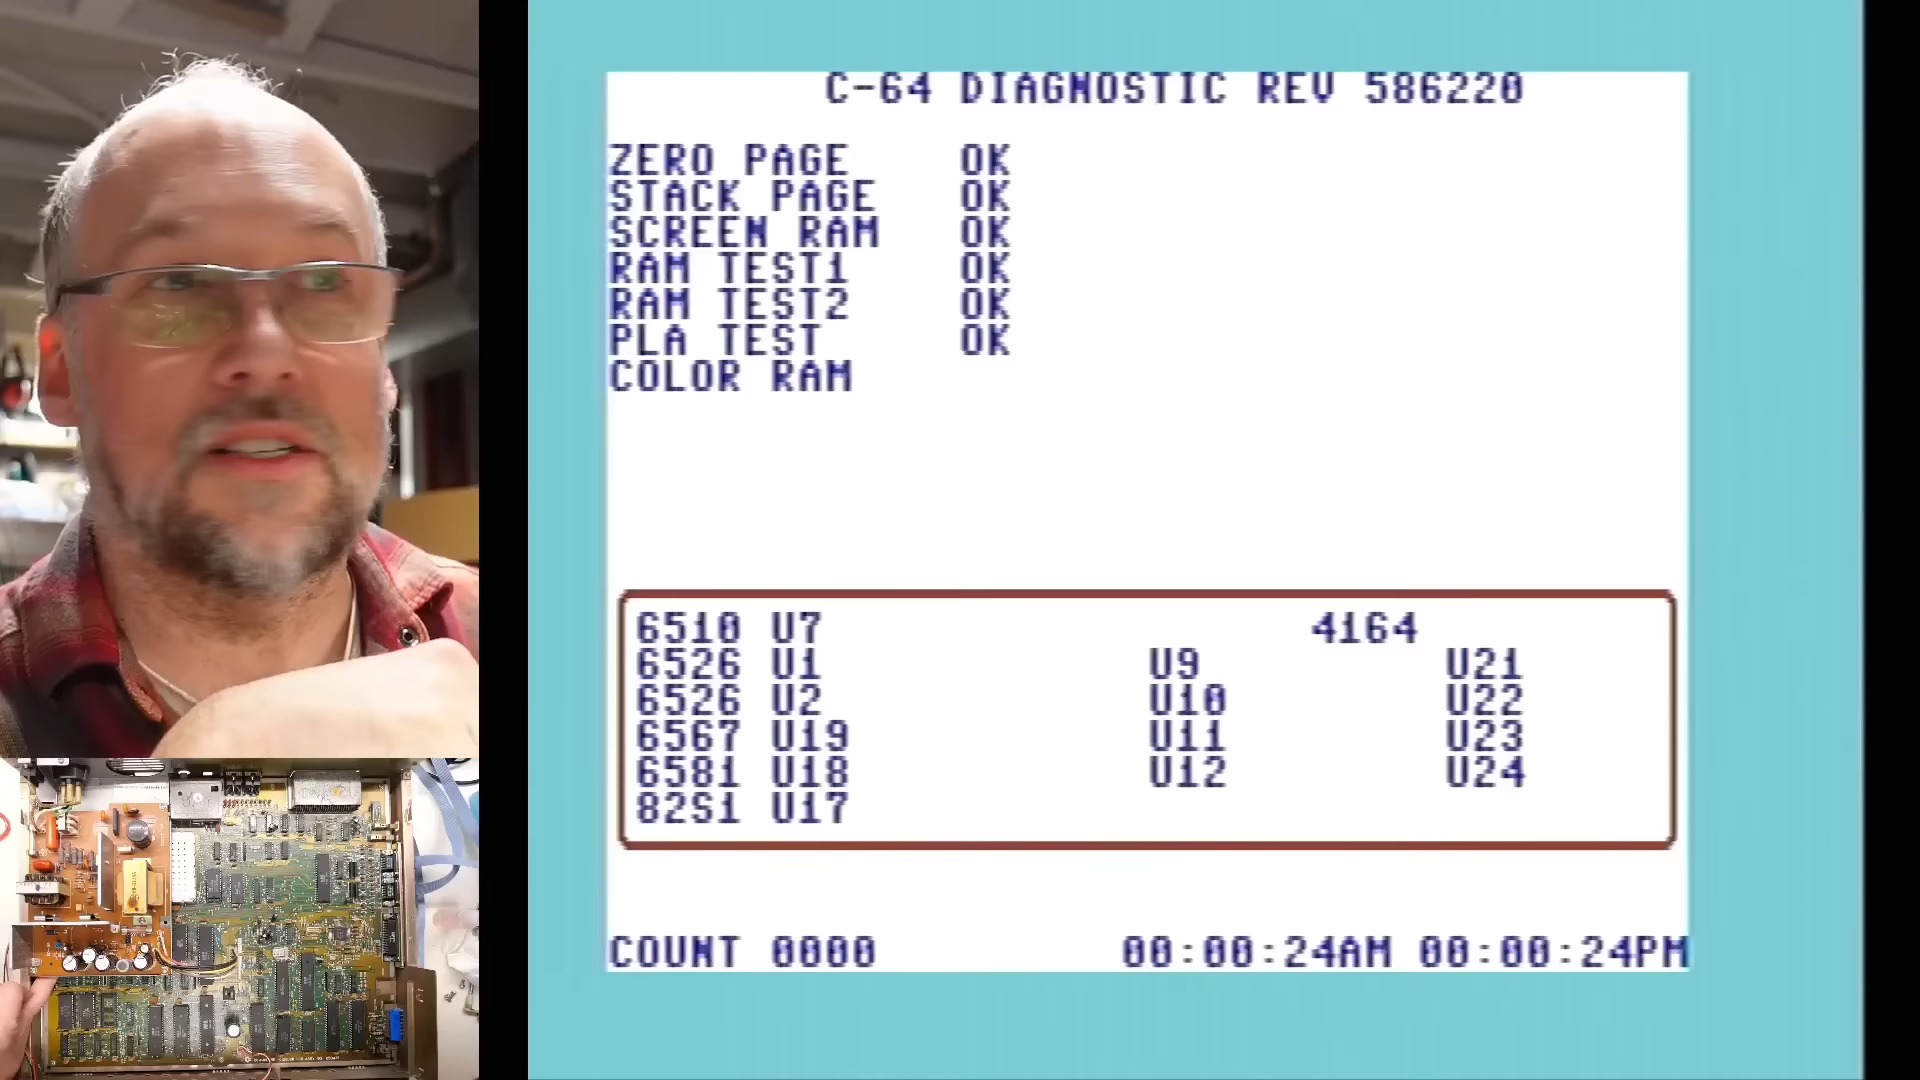 C-64 DIAGNOSTIC REV 586220
ZERO PAGE OK
STACK PAGE OK
SCREEN RAM OK
RAM TEST1 OK
RAM TEST2 OK
PLA TEST OK
COLOR RAM
6510 U7 4164
6526 U1 U9 U21
6526 U2 U10 U22
6567 U19 U11 U23
6581 U18 U12 U24
82S1 U17
COUNT 0000 00:00:24AM 00:00:24PM